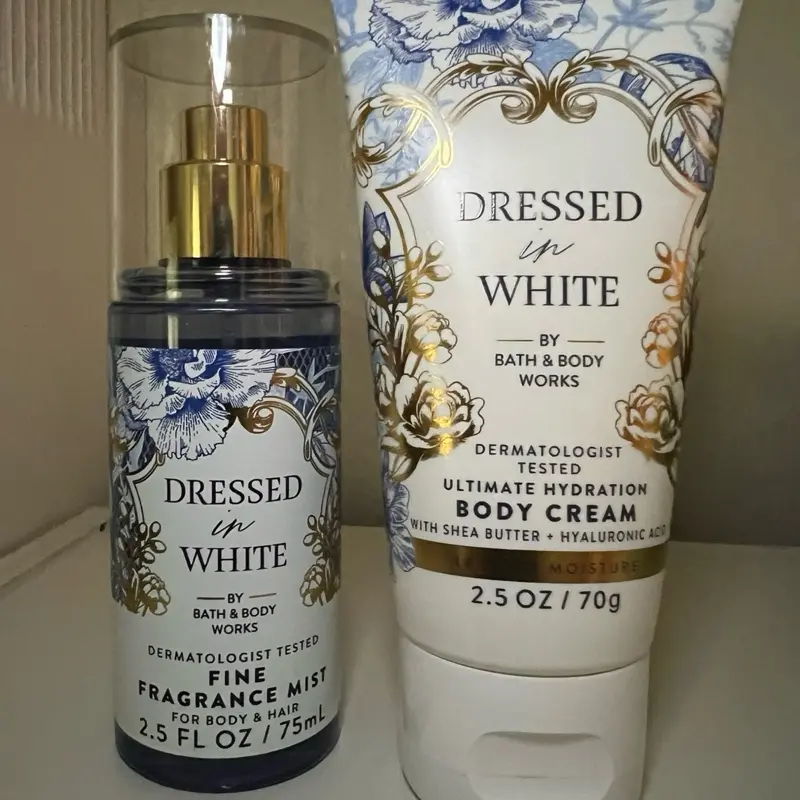 DRESSED
in
WHITE
BY
BATH & BODY
WORKS
DERMATOLOGIST TESTED
FINE
FRAGRANCE MIST
FOR BODY & HAIR
2.5 FL OZ / 75mL
DRESSED
in
WHITE
BY
BATH & BODY
WORKS
DERMATOLOGIST
TESTED
ULTIMATE HYDRATION
BODY CREAM
WITH SHEA BUTTER + HYALURONIC ACID
MOISTURE
2.5 OZ / 70g